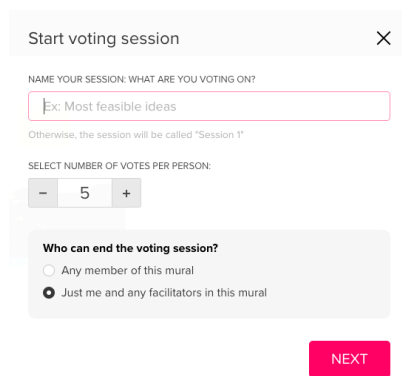 Start voting session
NAME YOUR SESSION: WHAT ARE YOU VOTING ON?
Ex: Most feasible ideas
Otherwise, the session will be called "Session 1"
SELECT NUMBER OF VOTES PER PERSON:
- 5 +
Who can end the voting session?
Any member of this mural
Just me and any facilitators in this mural
NEXT